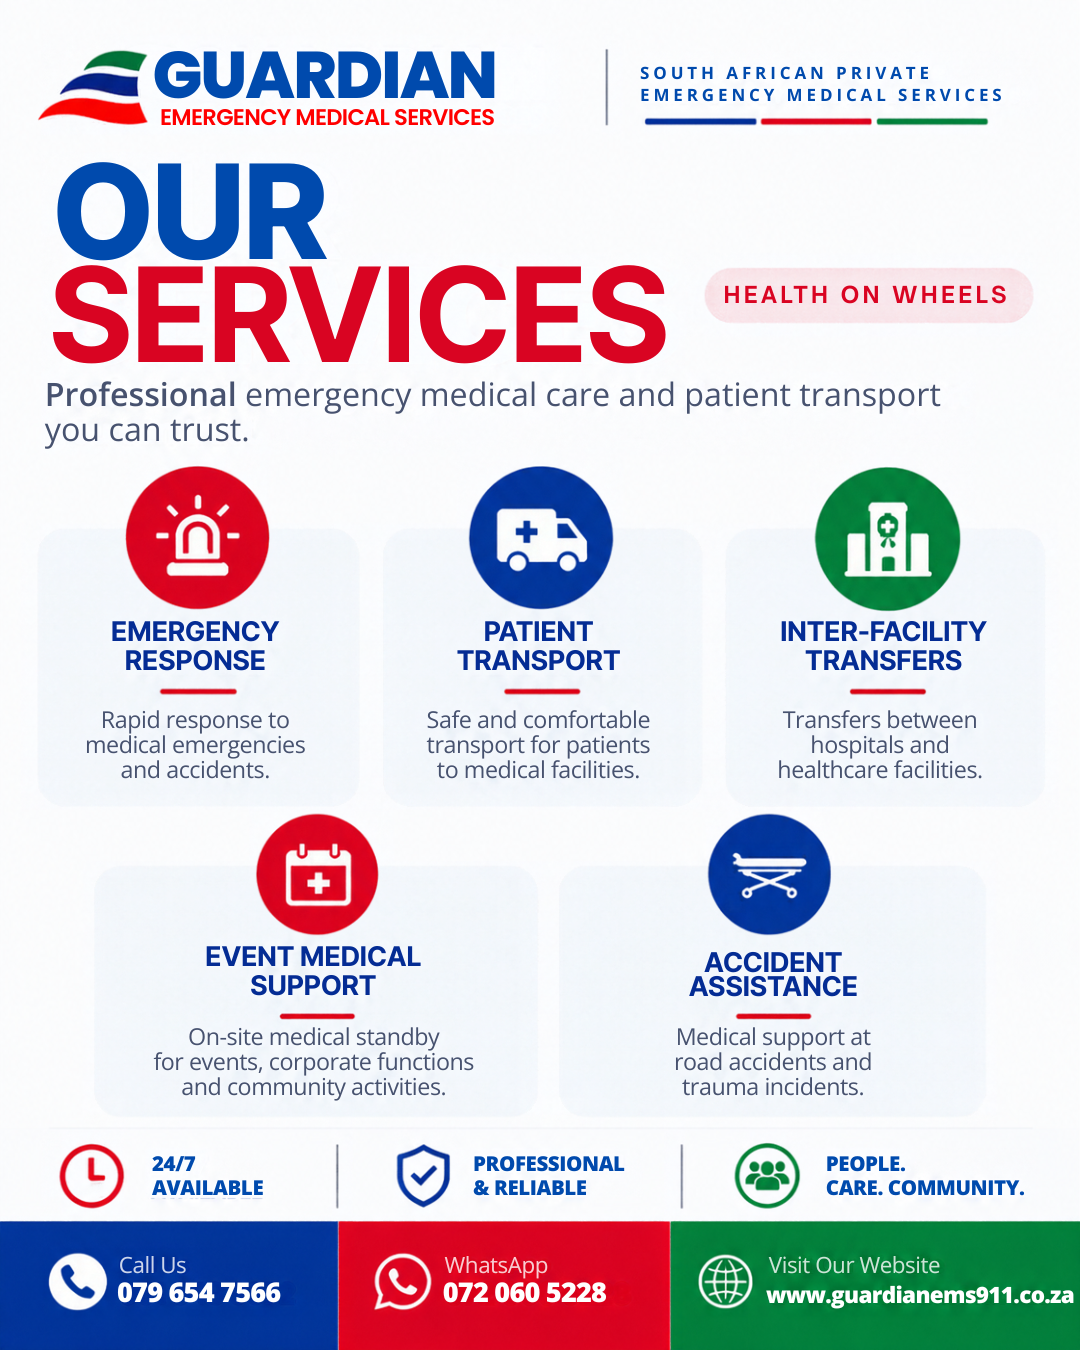 GUARDIAN
EMERGENCY MEDICAL SERVICES
SOUTH AFRICAN PRIVATE
EMERGENCY MEDICAL SERVICES
OUR
SERVICES
HEALTH ON WHEELS
Professional emergency medical care and patient transport
you can trust.
EMERGENCY
RESPONSE
Rapid response to
medical emergencies
and accidents.
PATIENT
TRANSPORT
Safe and comfortable
transport for patients
to medical facilities.
INTER-FACILITY
TRANSFERS
Transfers between
hospitals and
healthcare facilities.
EVENT MEDICAL
SUPPORT
On-site medical standby
for events, corporate functions
and community activities.
ACCIDENT
ASSISTANCE
Medical support at
road accidents and
trauma incidents.
24/7
AVAILABLE
PROFESSIONAL
& RELIABLE
PEOPLE.
CARE. COMMUNITY.
Call Us
079 654 7566
WhatsApp
072 060 5228
Visit Our Website
www.guardianems911.co.za